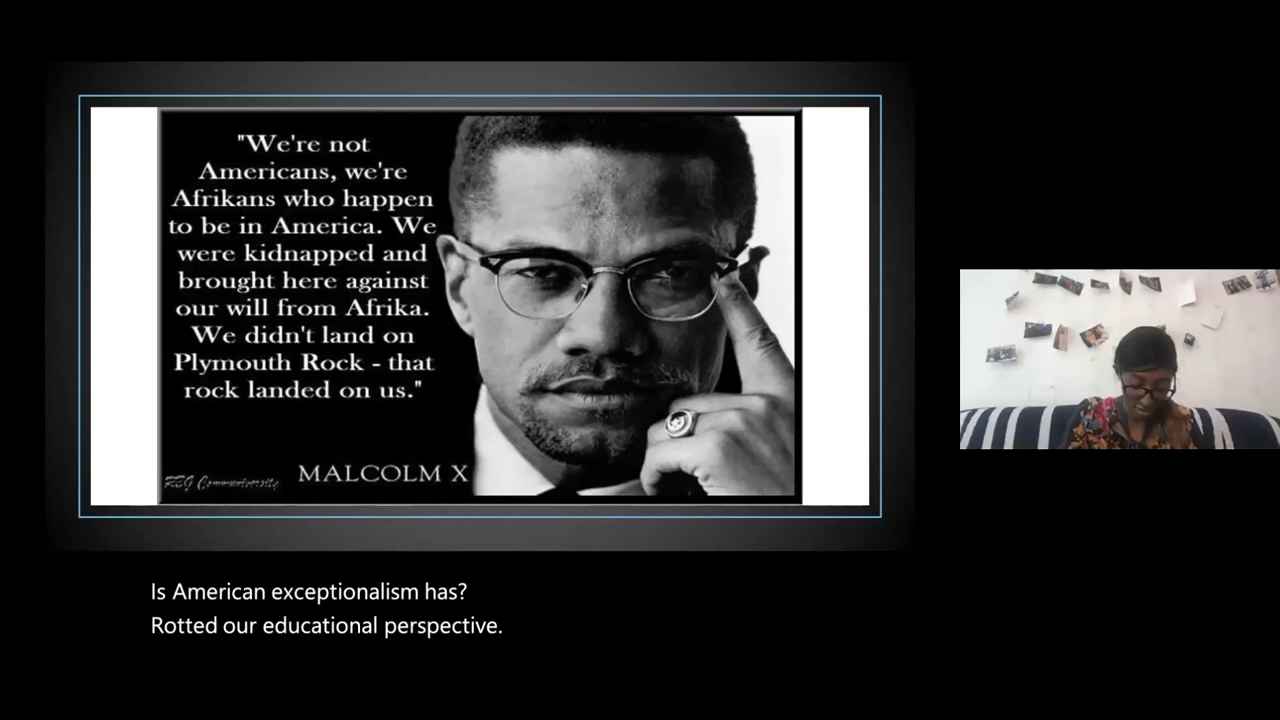 "We're not
Americans, we're
Afrikans who happen
to be in America. We
were kidnapped and
brought here against
our will from Afrika.
We didn't land on
Plymouth Rock - that
rock landed on us."
MALCOLM X
RBG Communiversity
Is American exceptionalism has?
Rotted our educational perspective.